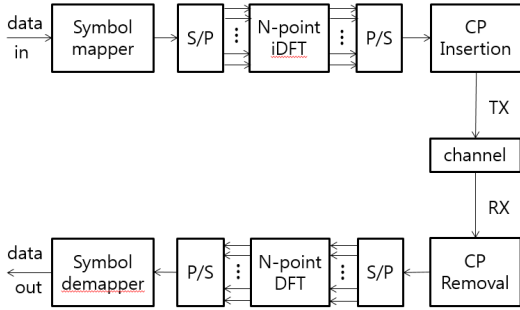 data
in
Symbol
mapper
S/P
N-point
iDFT
P/S
CP
Insertion
TX
channel
RX
data
out
Symbol
demapper
P/S
N-point
DFT
S/P
CP
Removal